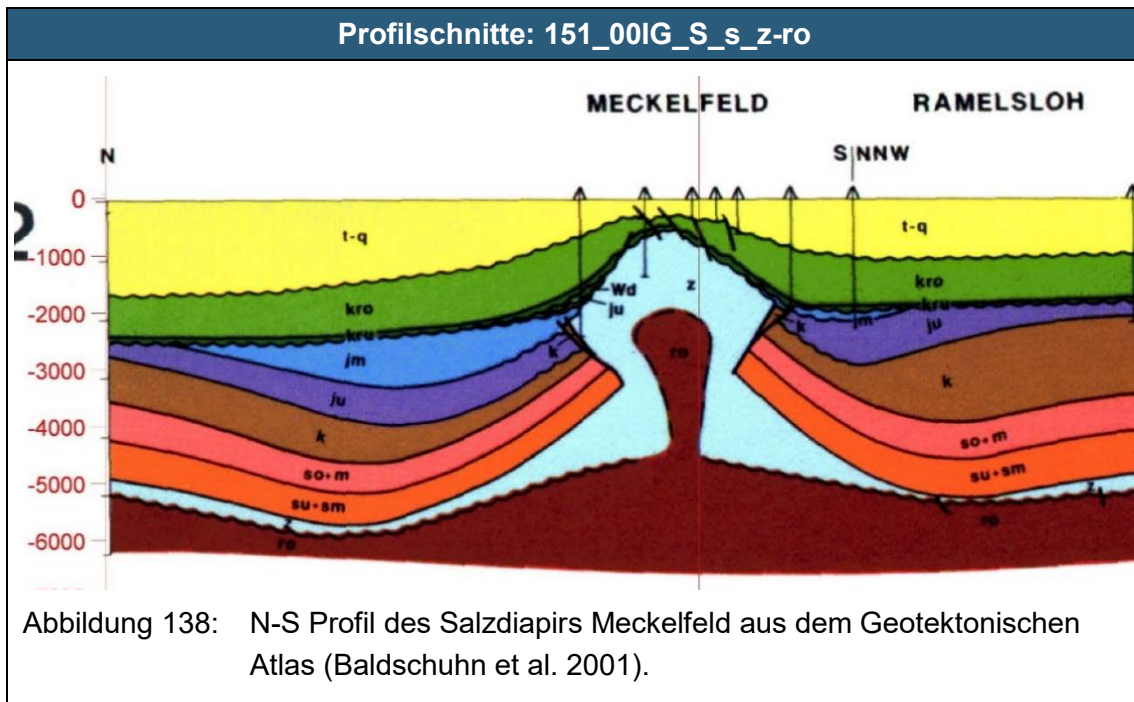 Profilschnitte: 151_00IG_S_s_z-ro
MECKELFELD RAMELSLOH
N S NNW
0
-1000
-2000
-3000
-4000
-5000
-6000
t-q
kro
kru
jm
ju
k
so+m
su+sm
z
ro
Wd
ju
k
z
ro
t-q
kro
kru
jm
ju
k
k
so+m
su+sm
z
ro
Abbildung 138: N-S Profil des Salzdiapirs Meckelfeld aus dem Geotektonischen
Atlas (Baldschuhn et al. 2001).